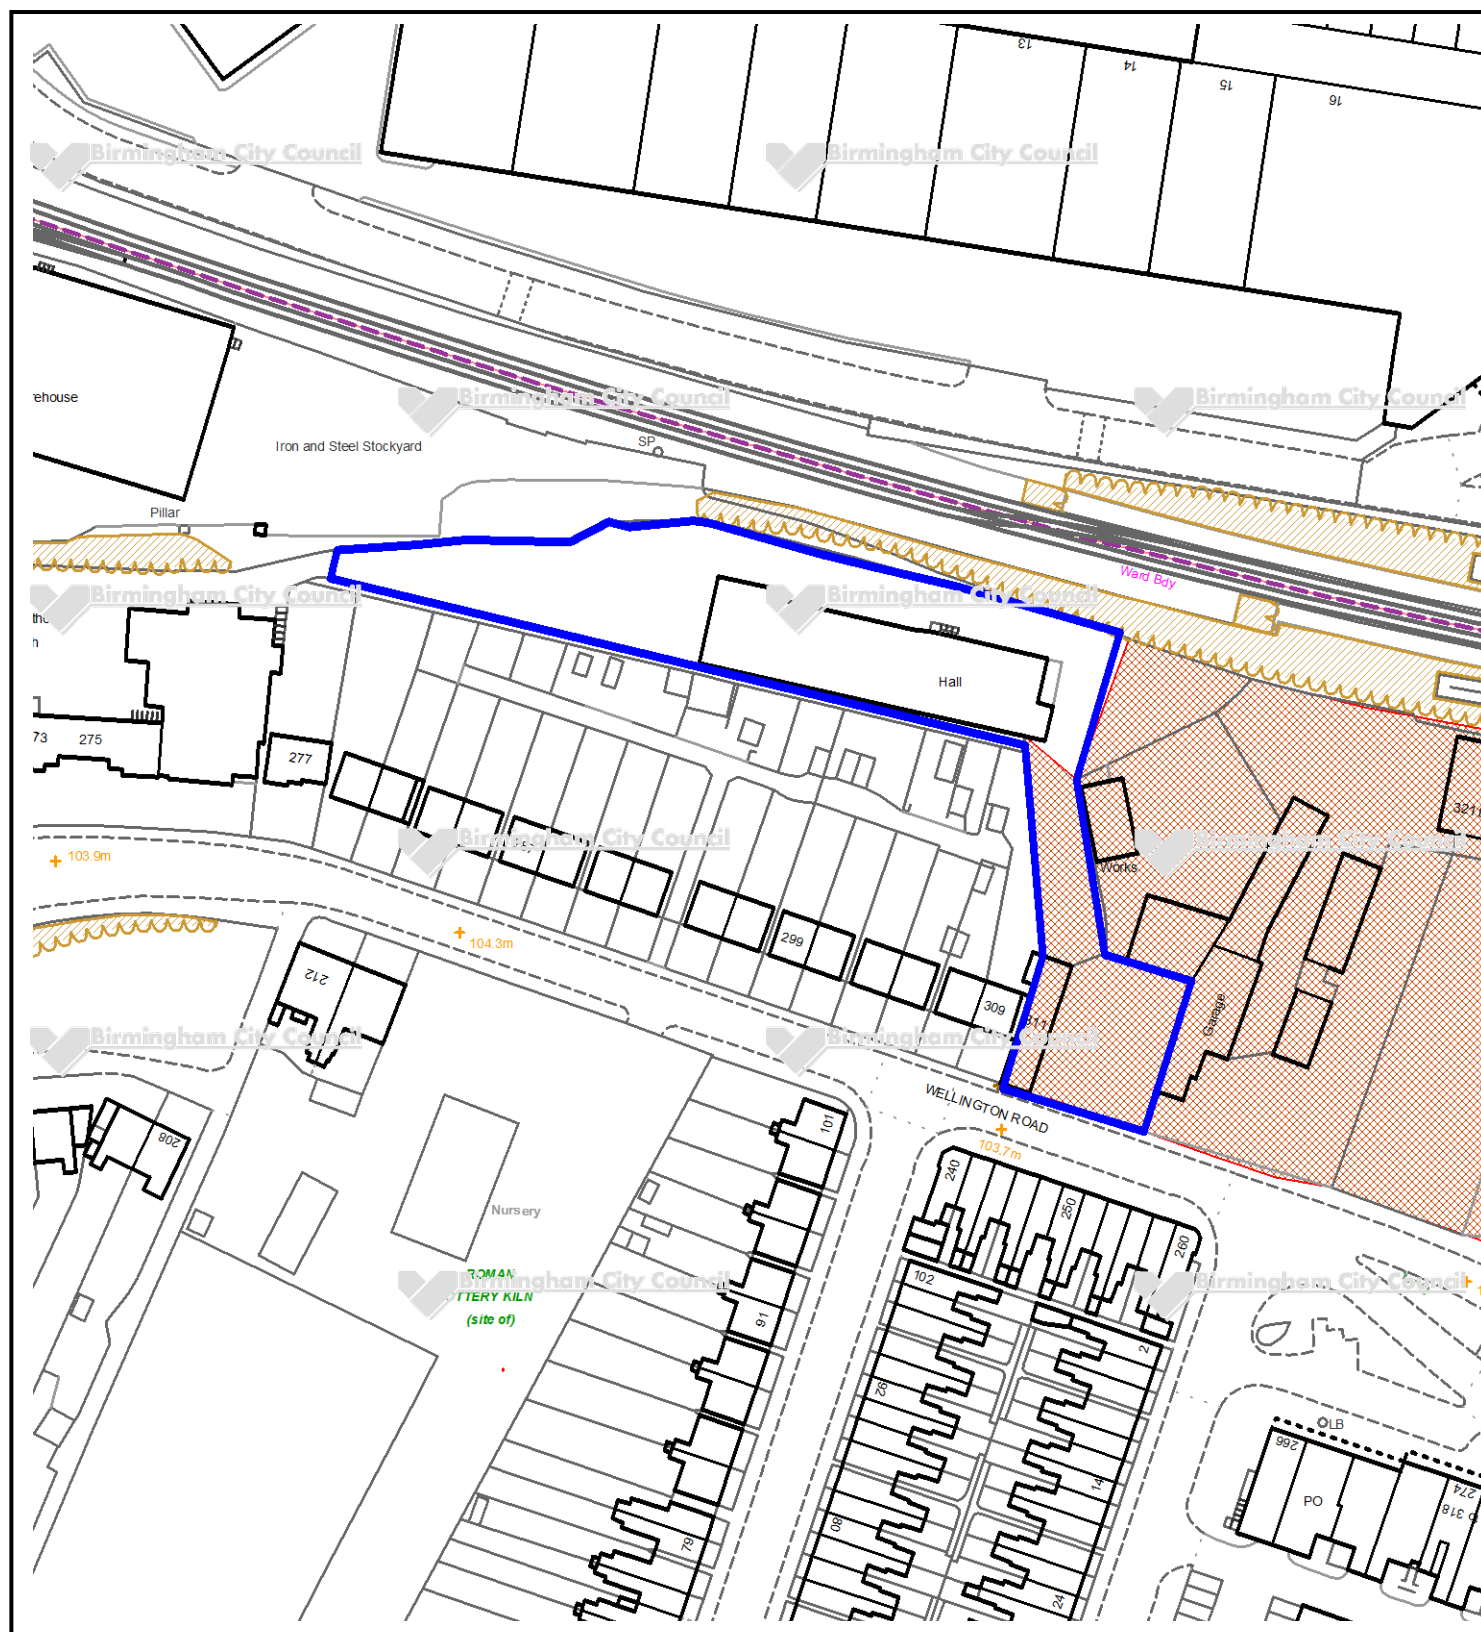 13
14
15
16
Birmingham City Council
Birmingham City Council
Birmingham City Council
Birmingham City Council
rehouse
Iron and Steel Stockyard
SP
Pillar
Ward Bdy
Birmingham City Council
Birmingham City Council
Hall
73
275
277
3211
Birmingham City Council
Birmingham City Council
103.9m
Works
299
104.3m
212
309
311
Garage
Birmingham City Council
Birmingham City Council
WELLINGTON ROAD
103.7m
101
208
240
250
260
Nursery
ROMAN
OTTERY KILN
(site of)
Birmingham City Council
Birmingham City Council
102
91
2
92
LB
266
PO
274
318
14
80
79
24